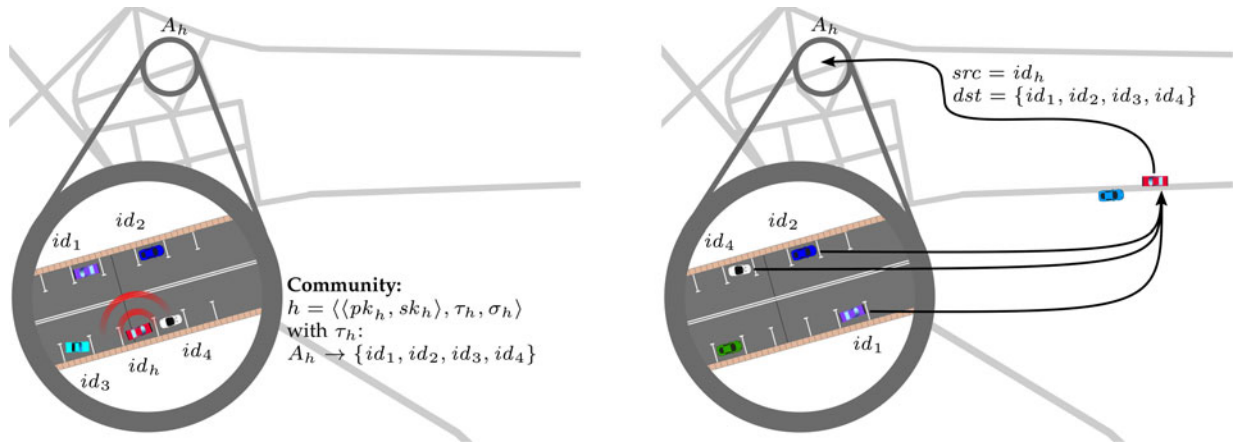 A_h
id_1
id_2
id_3
id_h
id_4
Community:
h = ⟨⟨pk_h, sk_h⟩, τ_h, σ_h⟩
with τ_h:
A_h → {id_1, id_2, id_3, id_4}
A_h
src = id_h
dst = {id_1, id_2, id_3, id_4}
id_4
id_2
id_1